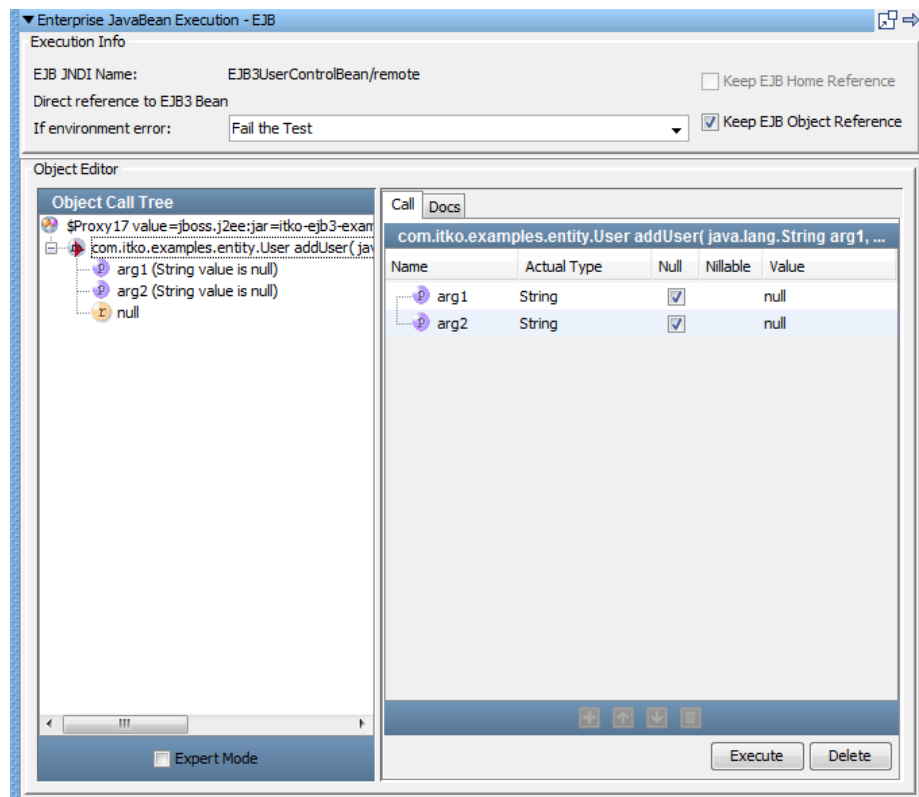 Enterprise JavaBean Execution - EJB
Execution Info
EJB JNDI Name: EJB3UserControlBean/remote
Keep EJB Home Reference
Direct reference to EJB3 Bean
If environment error: Fail the Test
Keep EJB Object Reference
Object Editor
Object Call Tree
$Proxy17 value=jboss.j2ee:jar=itko-ejb3-exam
com.itko.examples.entity.User addUser( jav
p arg1 (String value is null)
p arg2 (String value is null)
r null
Expert Mode
Call Docs
com.itko.examples.entity.User addUser( java.lang.String arg1, ...
Name Actual Type Null Nillable Value
p arg1 String null
p arg2 String null
Execute Delete